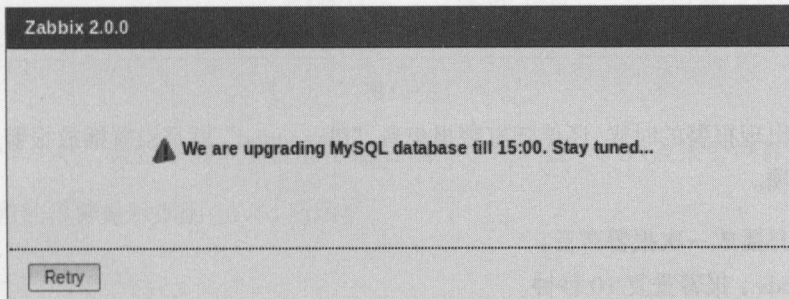 Zabbix 2.0.0
We are upgrading MySQL database till 15:00. Stay tuned...
Retry